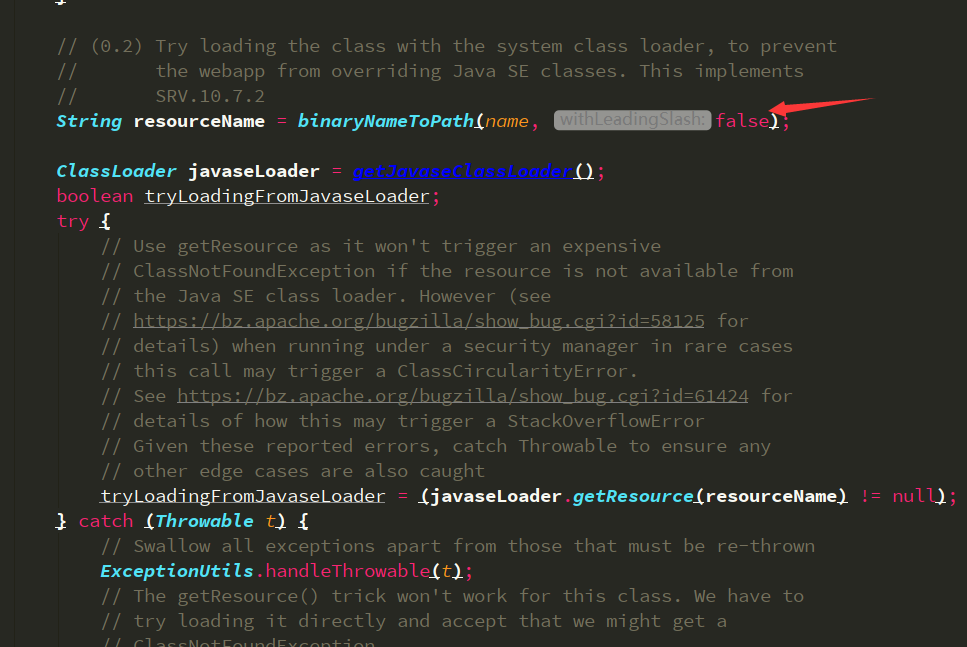 }
// (0.2) Try loading the class with the system class loader, to prevent
//       the webapp from overriding Java SE classes. This implements
//       SRV.10.7.2
String resourceName = binaryNameToPath(name, withLeadingSlash: false);
ClassLoader javaseLoader = getJavaseClassLoader();
boolean tryLoadingFromJavaseLoader;
try {
// Use getResource as it won't trigger an expensive
// ClassNotFoundException if the resource is not available from
// the Java SE class loader. However (see
// https://bz.apache.org/bugzilla/show_bug.cgi?id=58125 for
// details) when running under a security manager in rare cases
// this call may trigger a ClassCircularityError.
// See https://bz.apache.org/bugzilla/show_bug.cgi?id=61424 for
// details of how this may trigger a StackOverflowError
// Given these reported errors, catch Throwable to ensure any
// other edge cases are also caught
tryLoadingFromJavaseLoader = (javaseLoader.getResource(resourceName) != null);
} catch (Throwable t) {
// Swallow all exceptions apart from those that must be re-thrown
ExceptionUtils.handleThrowable(t);
// The getResource() trick won't work for this class. We have to
// try loading it directly and accept that we might get a
// ClassNotFoundException